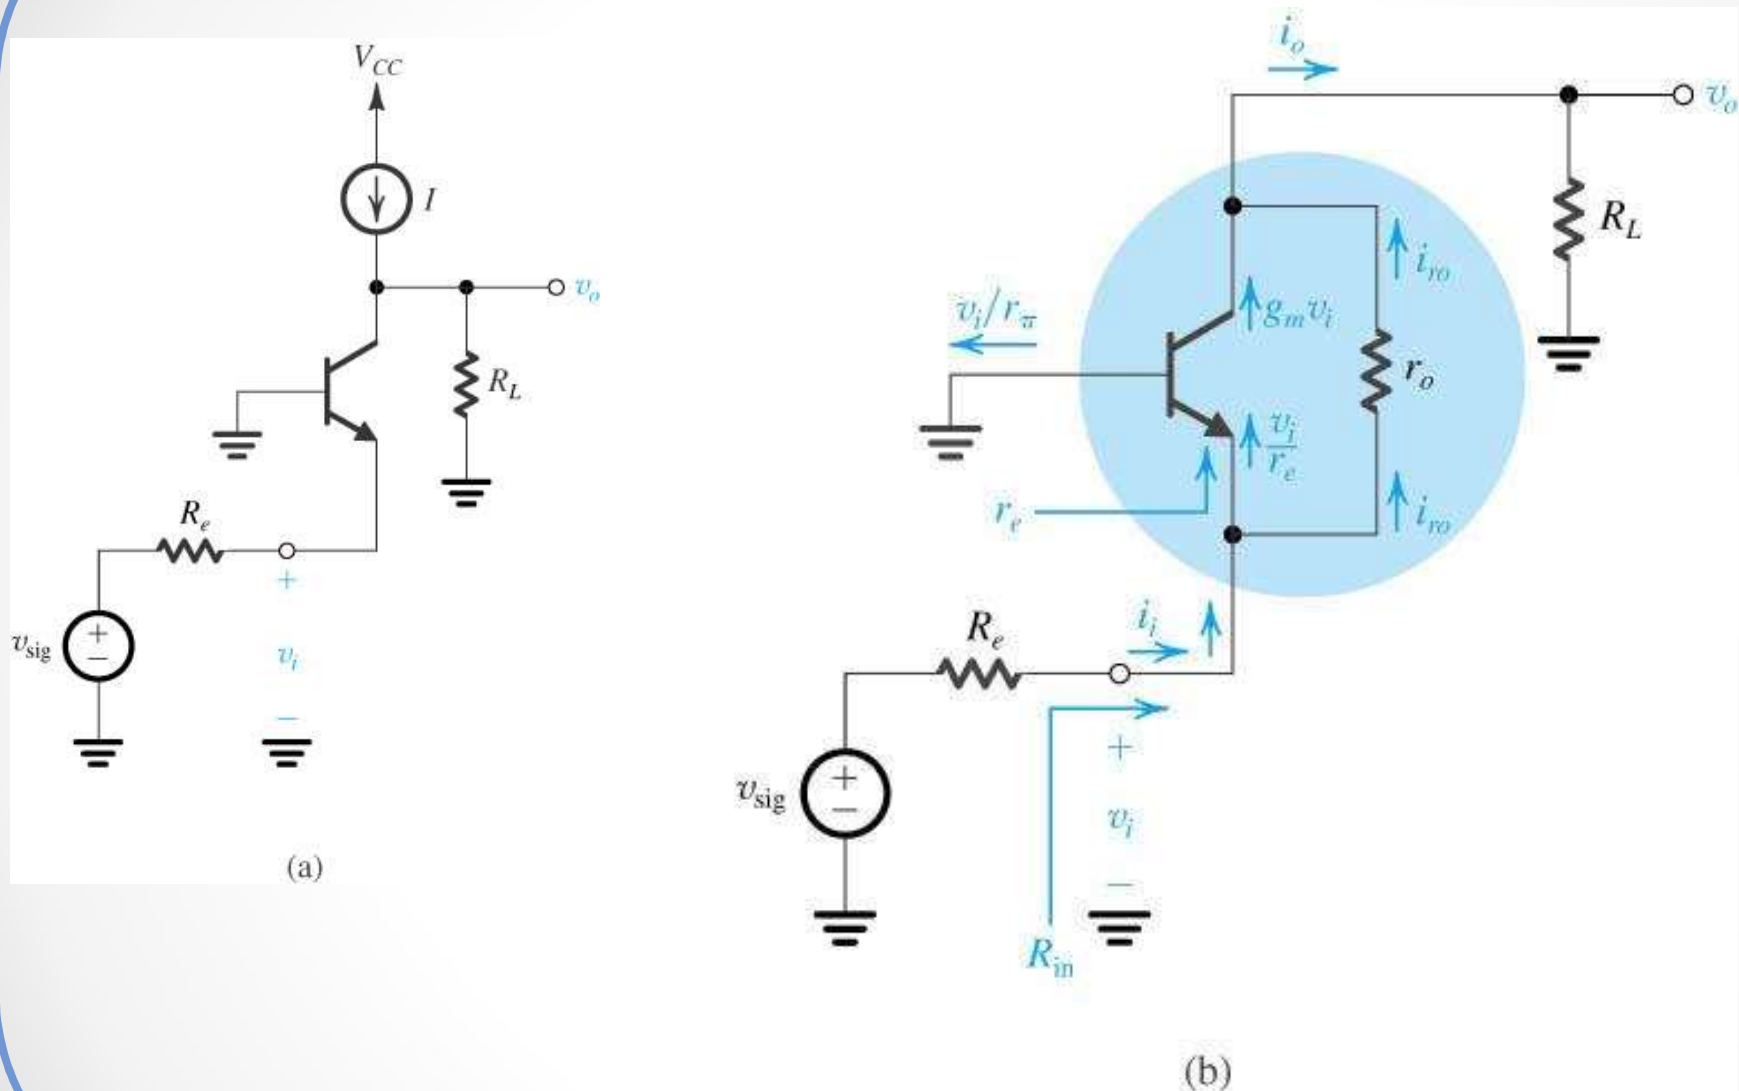 V_CC
I
v_o
R_L
R_e
+
v_sig
+
−
v_i
−
(a)
i_o
v_o
R_L
i_ro
g_m v_i
v_i/r_π
r_o
v_i
r_e
r_e
i_ro
R_e
i_i
+
v_sig
+
−
v_i
−
R_in
(b)